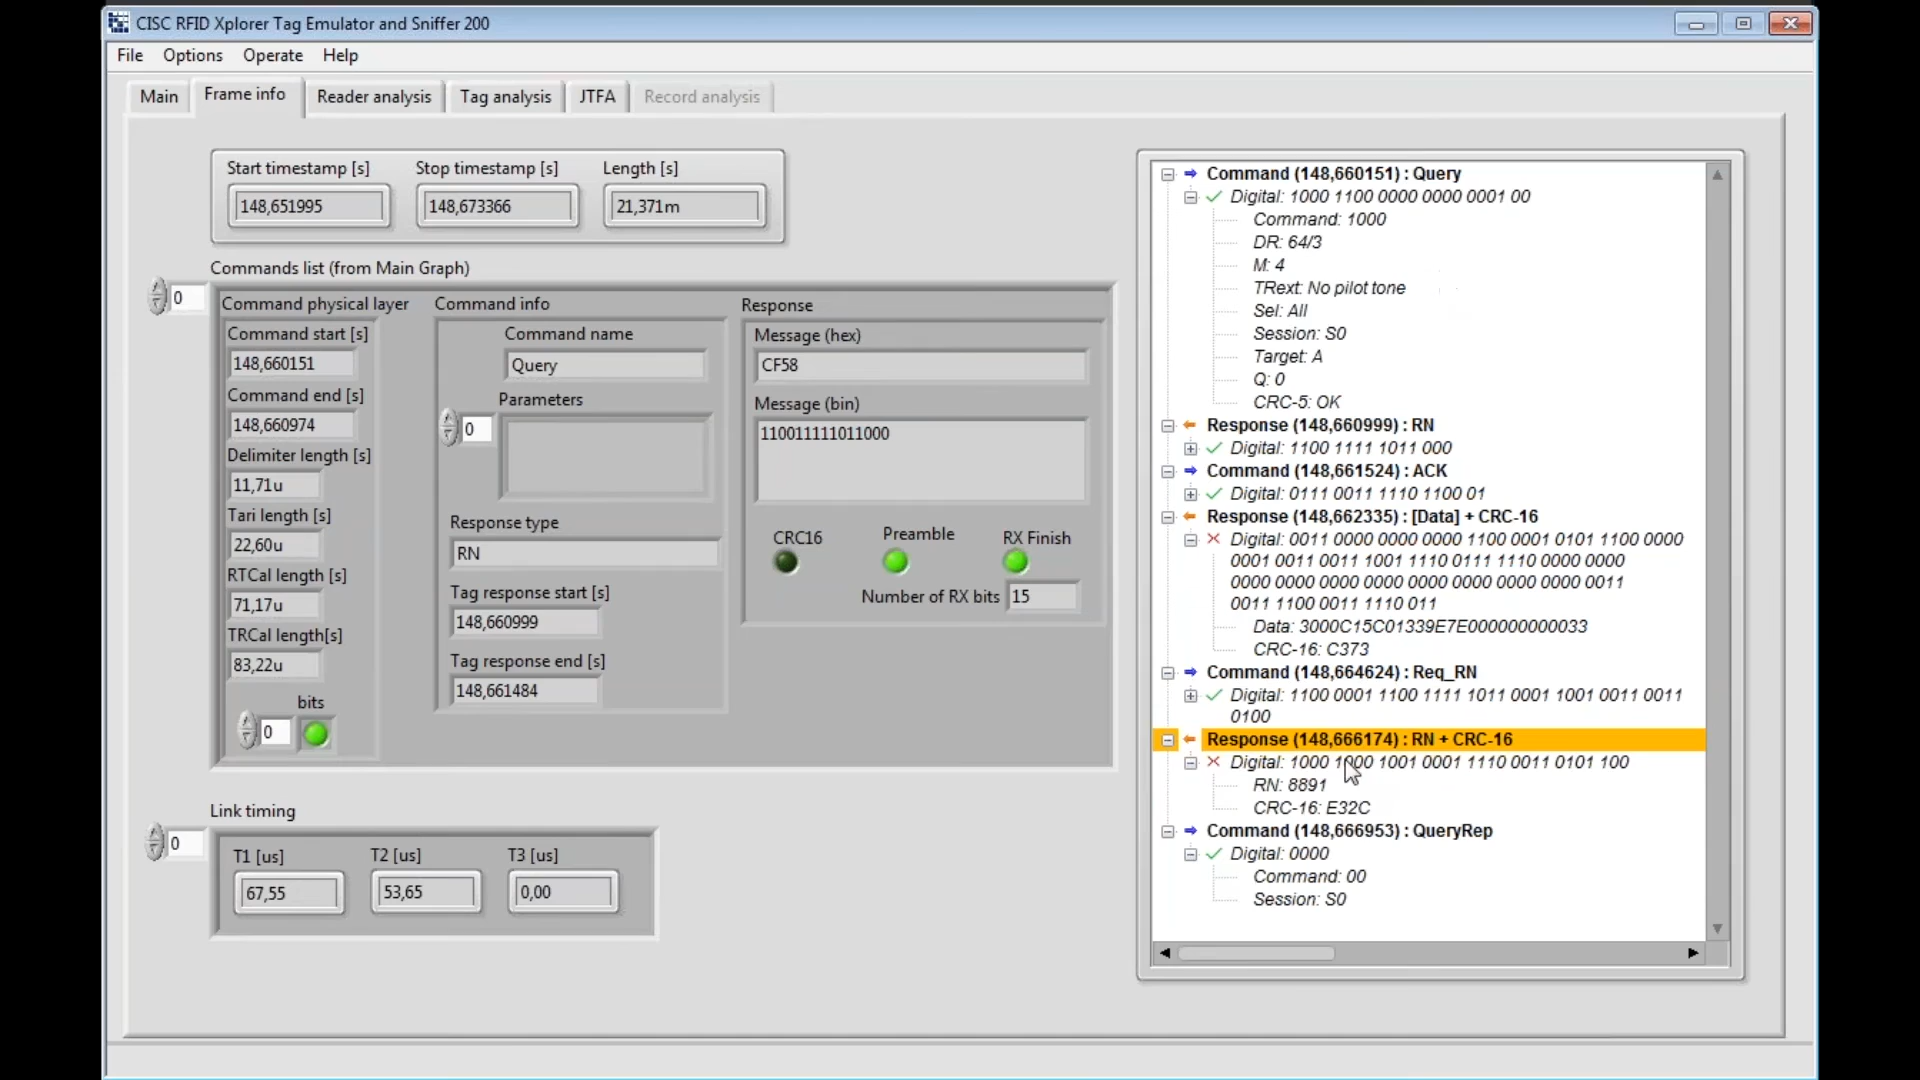 CISC RFID Xplorer Tag Emulator and Sniffer 200
File Options Operate Help
Main Frame info Reader analysis Tag analysis JTFA Record analysis
Start timestamp [s] Stop timestamp [s] Length [s]
148,651995 148,673366 21,371m
Commands list (from Main Graph)
0
Command physical layer
Command start [s]
148,660151
Command end [s]
148,660974
Delimiter length [s]
11,71u
Tari length [s]
22,60u
RTCal length [s]
71,17u
TRCal length[s]
83,22u
bits
0
Command info
Command name
Query
Parameters
0
Response type
RN
Tag response start [s]
148,660999
Tag response end [s]
148,661484
Response
Message (hex)
CF58
Message (bin)
110011111011000
CRC16 Preamble RX Finish
Number of RX bits 15
Link timing
0
T1 [us] T2 [us] T3 [us]
67,55 53,65 0,00
Command (148,660151) : Query
Digital: 1000 1100 0000 0000 0001 00
Command: 1000
DR: 64/3
M: 4
TRext: No pilot tone
Sel: All
Session: S0
Target: A
Q: 0
CRC-5: OK
Response (148,660999) : RN
Digital: 1100 1111 1011 000
Command (148,661524) : ACK
Digital: 0111 0011 1110 1100 01
Response (148,662335) : [Data] + CRC-16
Digital: 0011 0000 0000 0000 1100 0001 0101 1100 0000
0001 0011 0011 1001 1110 0111 1110 0000 0000
0000 0000 0000 0000 0000 0000 0000 0000 0011
0011 1100 0011 1110 011
Data: 3000C15C01339E7E000000000033
CRC-16: C373
Command (148,664624) : Req_RN
Digital: 1100 0001 1100 1111 1011 0001 1001 0011 0011
0100
Response (148,666174) : RN + CRC-16
Digital: 1000 1000 1001 0001 1110 0011 0101 100
RN: 8891
CRC-16: E32C
Command (148,666953) : QueryRep
Digital: 0000
Command: 00
Session: S0